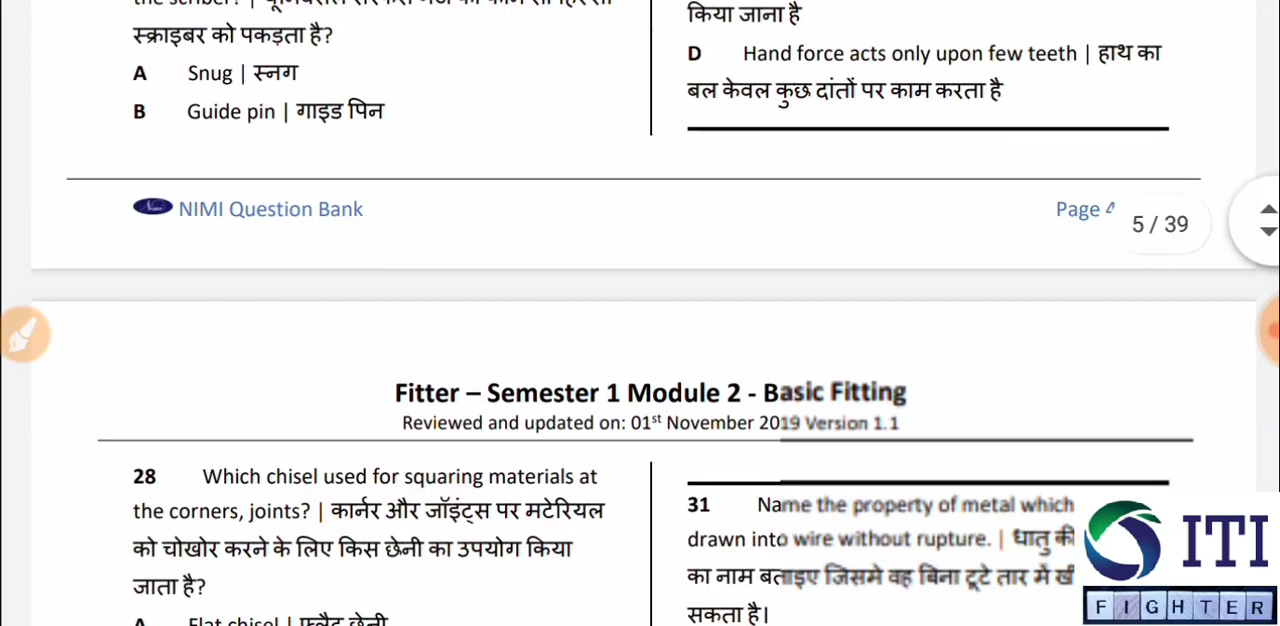 स्क्राइबर को पकड़ता है?
A Snug | स्नग
B Guide pin | गाइड पिन
किया जाना है
D Hand force acts only upon few teeth | हाथ का
बल केवल कुछ दांतों पर काम करता है
NIMI Question Bank
Page
5 / 39
Fitter – Semester 1 Module 2 - Basic Fitting
Reviewed and updated on: 01st November 2019 Version 1.1
28 Which chisel used for squaring materials at
the corners, joints? | कार्नर और जॉइंट्स पर मटेरियल
को चोखोर करने के लिए किस छेनी का उपयोग किया
जाता है?
A Flat chisel | फ्लैट छेनी
31 Name the property of metal which
drawn into wire without rupture. | धातु की
का नाम बताइए जिसमे वह बिना टूटे तार में खीं
सकता है।
ITI
FIGHTER